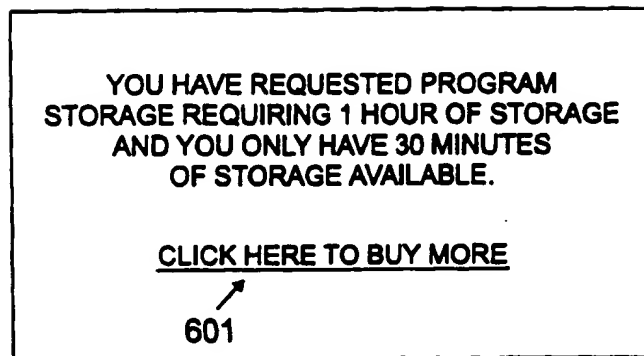 YOU HAVE REQUESTED PROGRAM
STORAGE REQUIRING 1 HOUR OF STORAGE
AND YOU ONLY HAVE 30 MINUTES
OF STORAGE AVAILABLE.
CLICK HERE TO BUY MORE
601